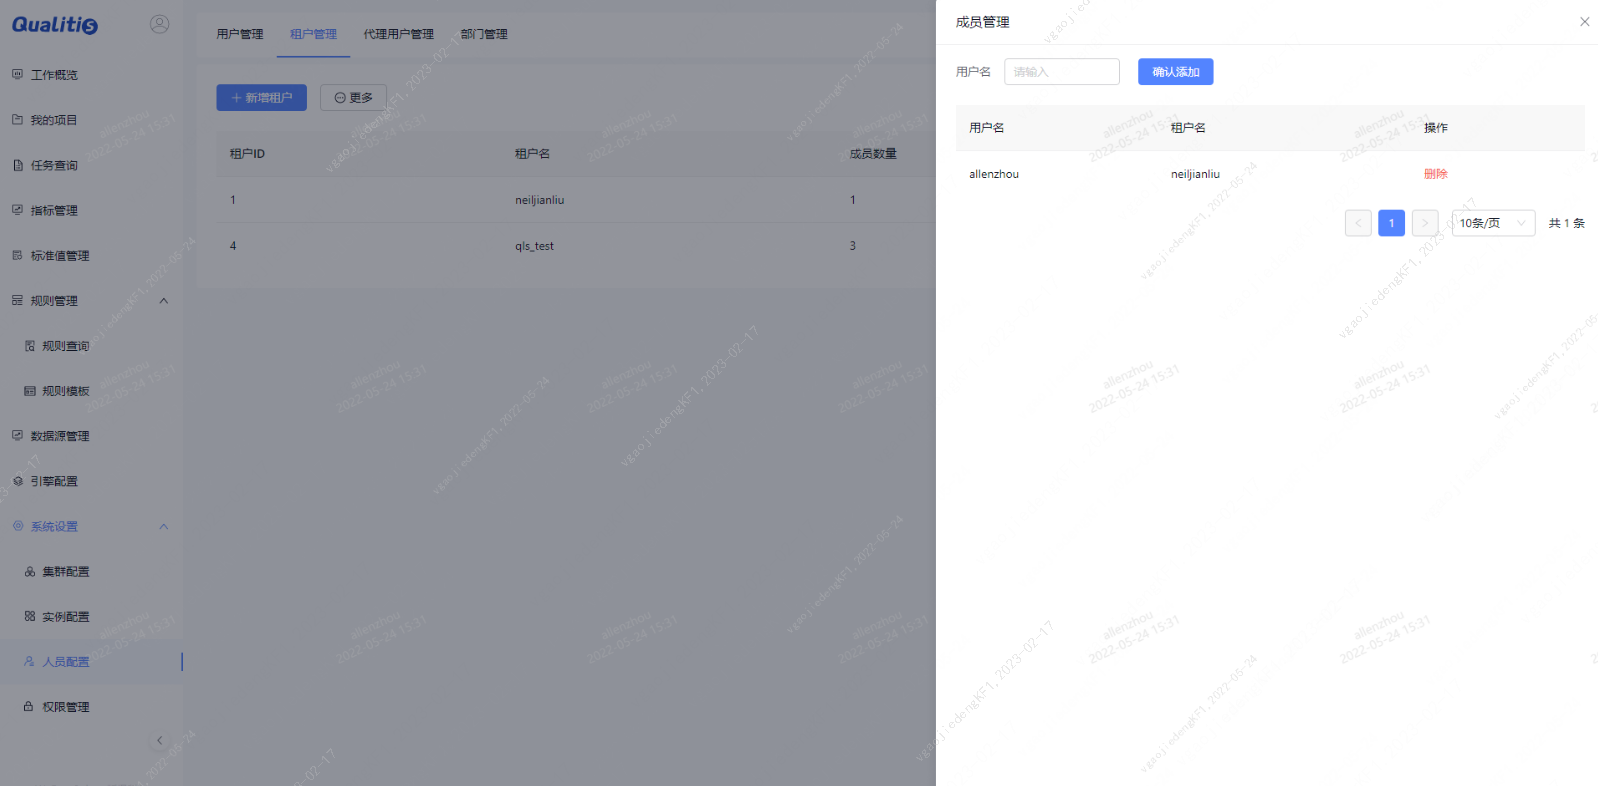 Qualitis
工作概览
我的项目
任务查询
指标管理
标准值管理
规则管理
规则查询
规则模板
数据源管理
引擎配置
系统设置
集群配置
实例配置
人员配置
权限管理
用户管理 租户管理 代理用户管理 部门管理
新增租户 更多
租户ID 租户名 成员数量
1 neiljianliu 1
4 qls_test 3
成员管理
用户名 请输入 确认添加
用户名 租户名 操作
allenzhou neiljianliu 删除
1 10条/页 共 1 条
allenzhou
2022-05-24 15:31
vgaojiedengKF1,2023-02-17
vgaojiedengKF1,2022-05-24